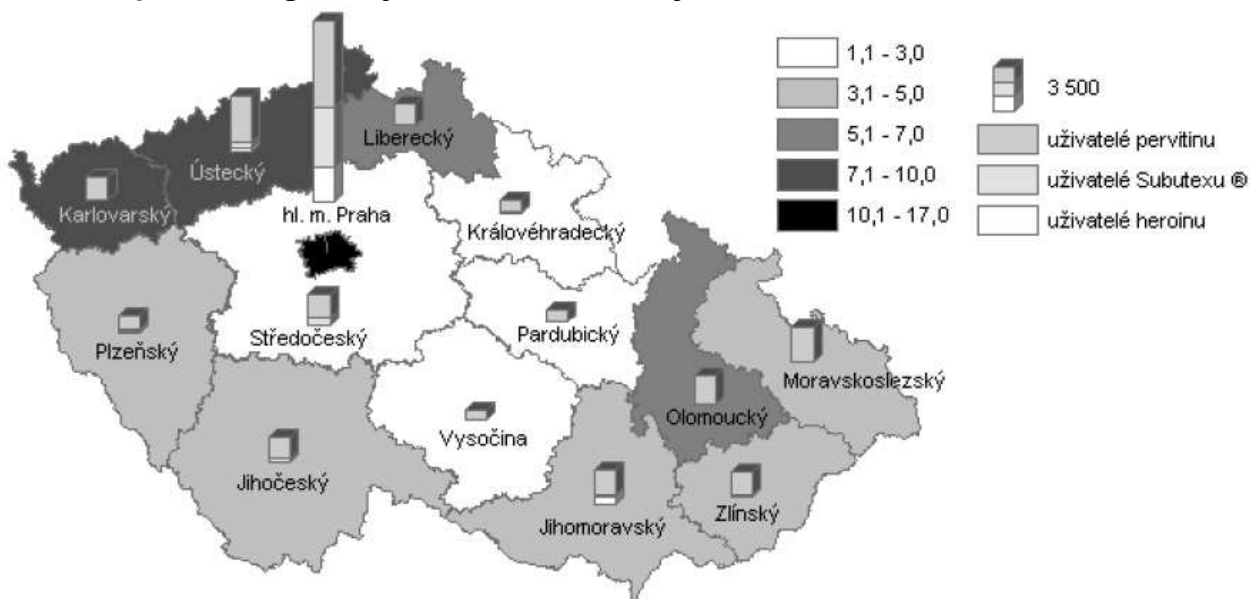 1,1 - 3,0
3,1 - 5,0
5,1 - 7,0
7,1 - 10,0
10,1 - 17,0
3 500
uživatelé pervitinu
uživatelé Subutexu ®
uživatelé heroinu
Liberecký
Ústecký
Karlovarský
hl. m. Praha
Královéhradecký
Středočeský
Pardubický
Plzeňský
Moravskoslezský
Olomoucký
Vysočina
Jihočeský
Zlínský
Jihomoravský